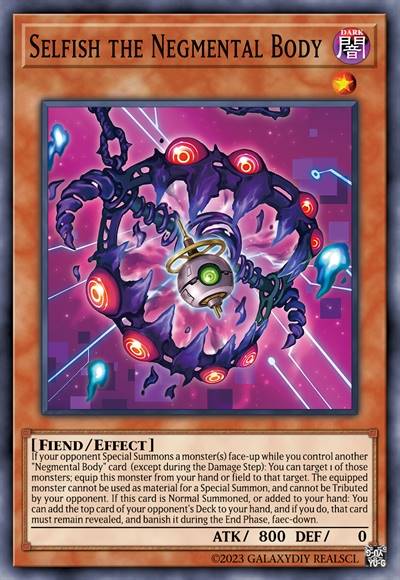 SELFISH THE NEGMENTAL BODY
DARK
闇
[FIEND/EFFECT]
If your opponent Special Summons a monster(s) face-up while you control another
"Negmental Body" card (except during the Damage Step): You can target 1 of those
monsters; equip this monster from your hand or field to that target. The equipped
monster cannot be used as material for a Special Summon, and cannot be Tributed
by your opponent. If this card is Normal Summoned, or added to your hand: You
can add the top card of your opponent's Deck to your hand, and if you do, that card
must remain revealed, and banish it during the End Phase, faec-down.
ATK/ 800 DEF/ 0
©2023 GALAXYDIY REALSCL